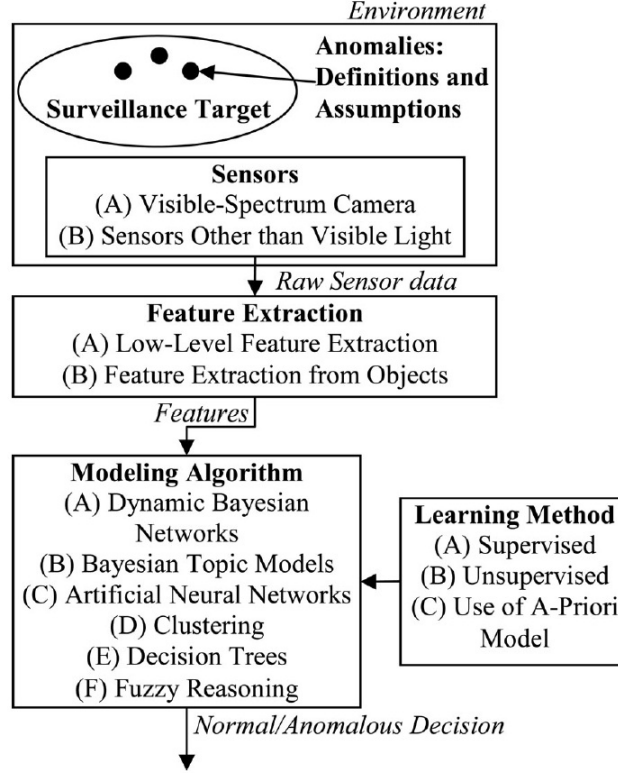 Environment
Anomalies:
Definitions and
Assumptions
Surveillance Target
Sensors
(A) Visible-Spectrum Camera
(B) Sensors Other than Visible Light
Raw Sensor data
Feature Extraction
(A) Low-Level Feature Extraction
(B) Feature Extraction from Objects
Features
Modeling Algorithm
(A) Dynamic Bayesian
Networks
(B) Bayesian Topic Models
(C) Artificial Neural Networks
(D) Clustering
(E) Decision Trees
(F) Fuzzy Reasoning
Learning Method
(A) Supervised
(B) Unsupervised
(C) Use of A-Priori
Model
Normal/Anomalous Decision